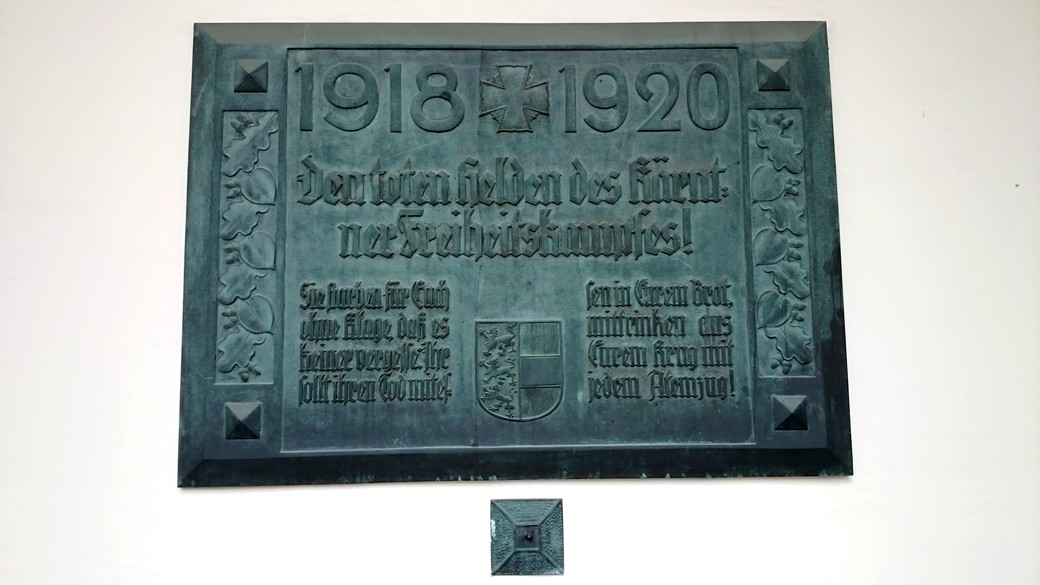 1918 1920
Den toten Helden des Kärnt=
ner Freiheitskampfes!
Sie starben für Euch
ohne Klage, daß es
keiner vergesse: Ihr
sollt ihren Tod mites=
sen in Eurem Brot,
mittrinken aus
Eurem Krug mit
jedem Atemzug!